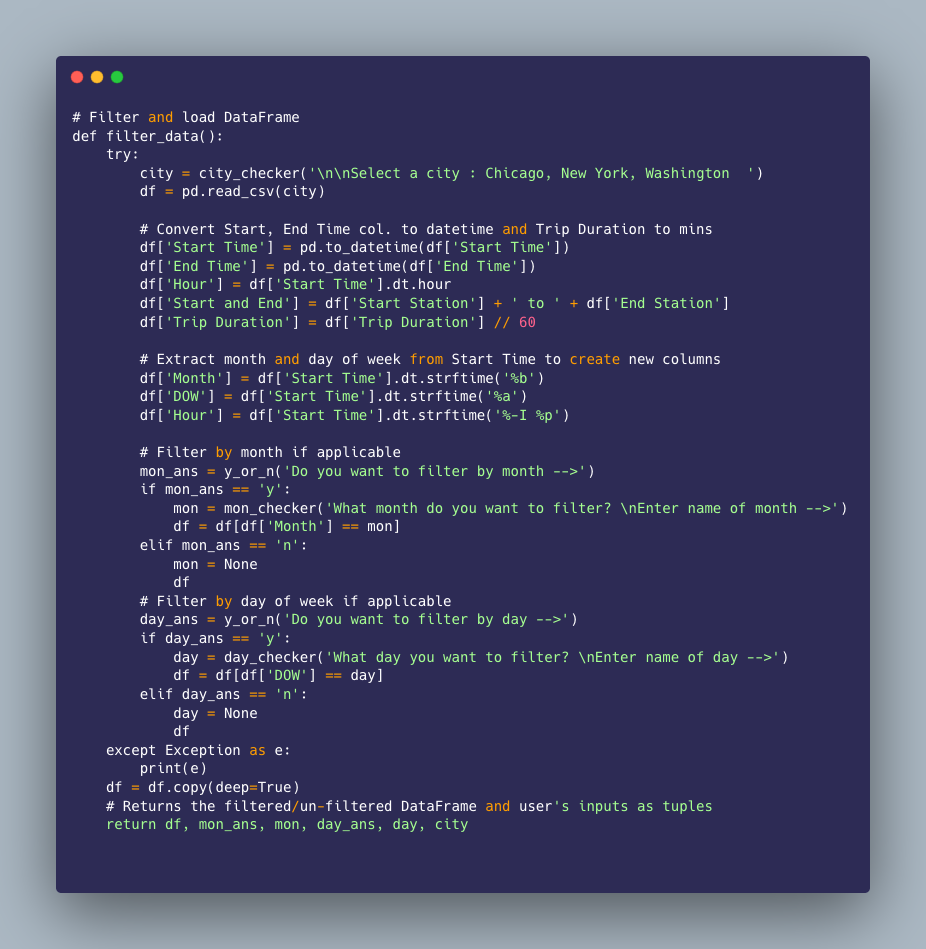 # Filter and load DataFrame
def filter_data():
    try:
        city = city_checker('\n\nSelect a city : Chicago, New York, Washington  ')
        df = pd.read_csv(city)

        # Convert Start, End Time col. to datetime and Trip Duration to mins
        df['Start Time'] = pd.to_datetime(df['Start Time'])
        df['End Time'] = pd.to_datetime(df['End Time'])
        df['Hour'] = df['Start Time'].dt.hour
        df['Start and End'] = df['Start Station'] + ' to ' + df['End Station']
        df['Trip Duration'] = df['Trip Duration'] // 60

        # Extract month and day of week from Start Time to create new columns
        df['Month'] = df['Start Time'].dt.strftime('%b')
        df['DOW'] = df['Start Time'].dt.strftime('%a')
        df['Hour'] = df['Start Time'].dt.strftime('%-I %p')

        # Filter by month if applicable
        mon_ans = y_or_n('Do you want to filter by month -->')
        if mon_ans == 'y':
            mon = mon_checker('What month do you want to filter? \nEnter name of month -->')
            df = df[df['Month'] == mon]
        elif mon_ans == 'n':
            mon = None
            df
        # Filter by day of week if applicable
        day_ans = y_or_n('Do you want to filter by day -->')
        if day_ans == 'y':
            day = day_checker('What day you want to filter? \nEnter name of day -->')
            df = df[df['DOW'] == day]
        elif day_ans == 'n':
            day = None
            df
    except Exception as e:
        print(e)
    df = df.copy(deep=True)
    # Returns the filtered/un-filtered DataFrame and user's inputs as tuples
    return df, mon_ans, mon, day_ans, day, city